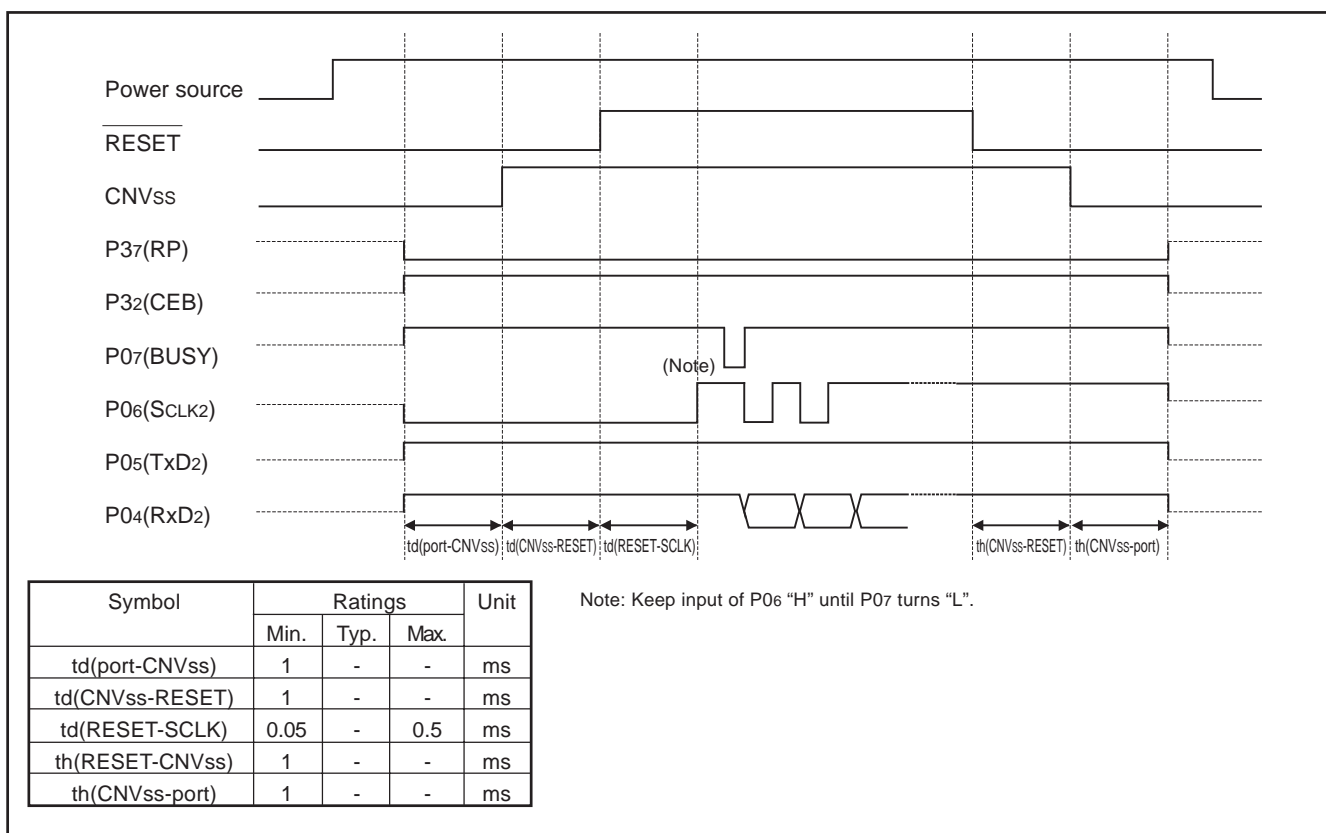 Power source
RESET
CNVss
P37(RP)
P32(CEB)
P07(BUSY)
(Note)
P06(SCLK2)
P05(TxD2)
P04(RxD2)
td(port-CNVss) td(CNVss-RESET) td(RESET-SCLK) th(CNVss-RESET) th(CNVss-port)
Symbol Ratings Unit
Min. Typ. Max.
td(port-CNVss) 1 - - ms
td(CNVss-RESET) 1 - - ms
td(RESET-SCLK) 0.05 - 0.5 ms
th(RESET-CNVss) 1 - - ms
th(CNVss-port) 1 - - ms
Note: Keep input of P06 “H” until P07 turns “L”.